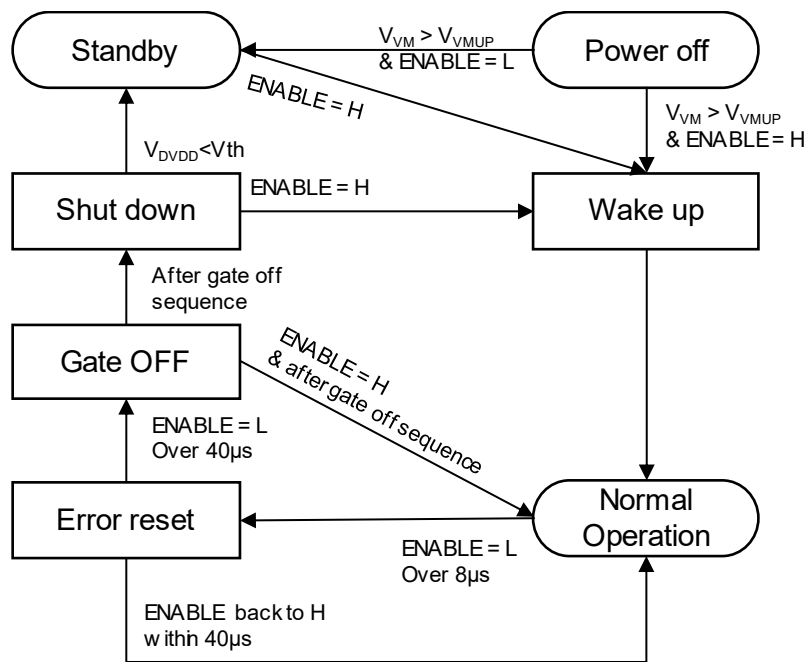 Standby
V_VM > V_VMUP
& ENABLE = L
Power off
ENABLE = H
V_VM > V_VMUP
& ENABLE = H
V_DVDD<Vth
Shut down
ENABLE = H
Wake up
After gate off
sequence
Gate OFF
ENABLE = H
& after gate off sequence
ENABLE = L
Over 40µs
Error reset
Normal
Operation
ENABLE = L
Over 8µs
ENABLE back to H
within 40µs